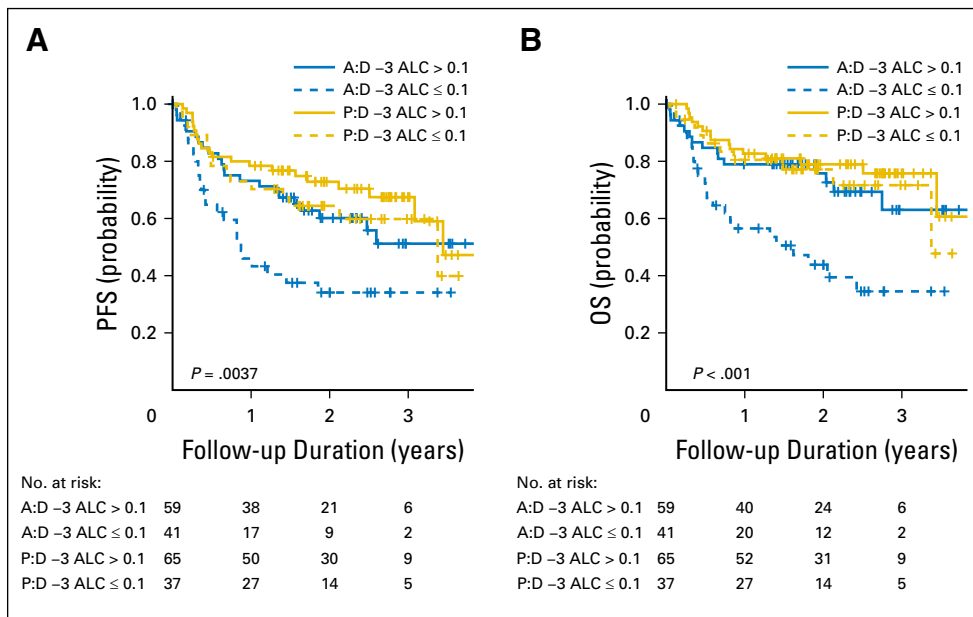 A
A:D –3 ALC > 0.1
A:D –3 ALC ≤ 0.1
P:D –3 ALC > 0.1
P:D –3 ALC ≤ 0.1
1.0
0.8
0.6
0.4
0.2
PFS (probability)
P = .0037
0 1 2 3
Follow-up Duration (years)
No. at risk:
A:D –3 ALC > 0.1 59 38 21 6
A:D –3 ALC ≤ 0.1 41 17 9 2
P:D –3 ALC > 0.1 65 50 30 9
P:D –3 ALC ≤ 0.1 37 27 14 5
B
A:D –3 ALC > 0.1
A:D –3 ALC ≤ 0.1
P:D –3 ALC > 0.1
P:D –3 ALC ≤ 0.1
1.0
0.8
0.6
0.4
0.2
OS (probability)
P < .001
0 1 2 3
Follow-up Duration (years)
No. at risk:
A:D –3 ALC > 0.1 59 40 24 6
A:D –3 ALC ≤ 0.1 41 20 12 2
P:D –3 ALC > 0.1 65 52 31 9
P:D –3 ALC ≤ 0.1 37 27 14 5